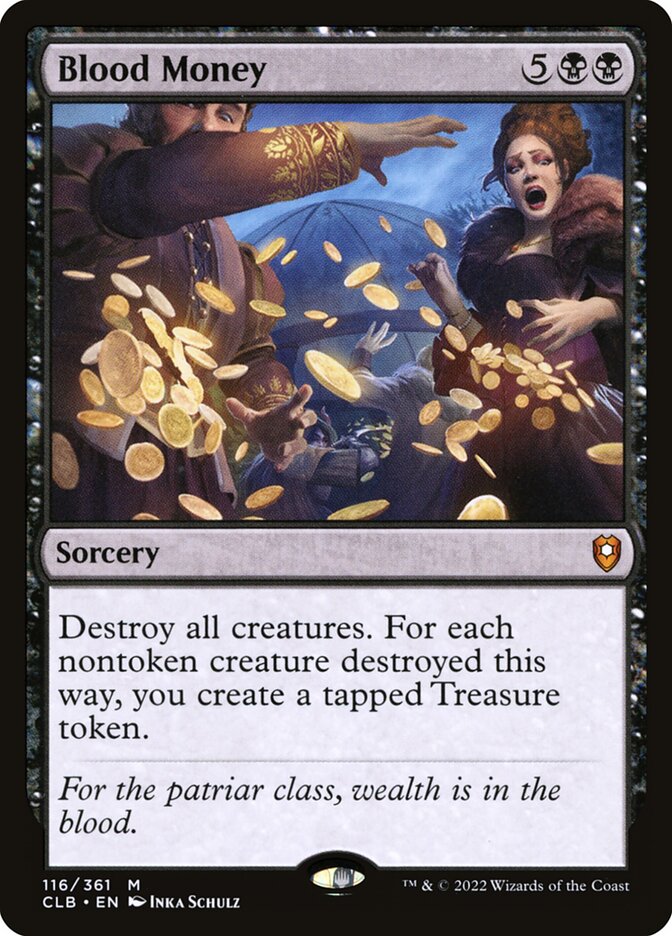 Blood Money 5
Sorcery
Destroy all creatures. For each
nontoken creature destroyed this
way, you create a tapped Treasure
token.
For the patriar class, wealth is in the
blood.
116/361 M
CLB • EN Inka Schulz
™ & © 2022 Wizards of the Coast